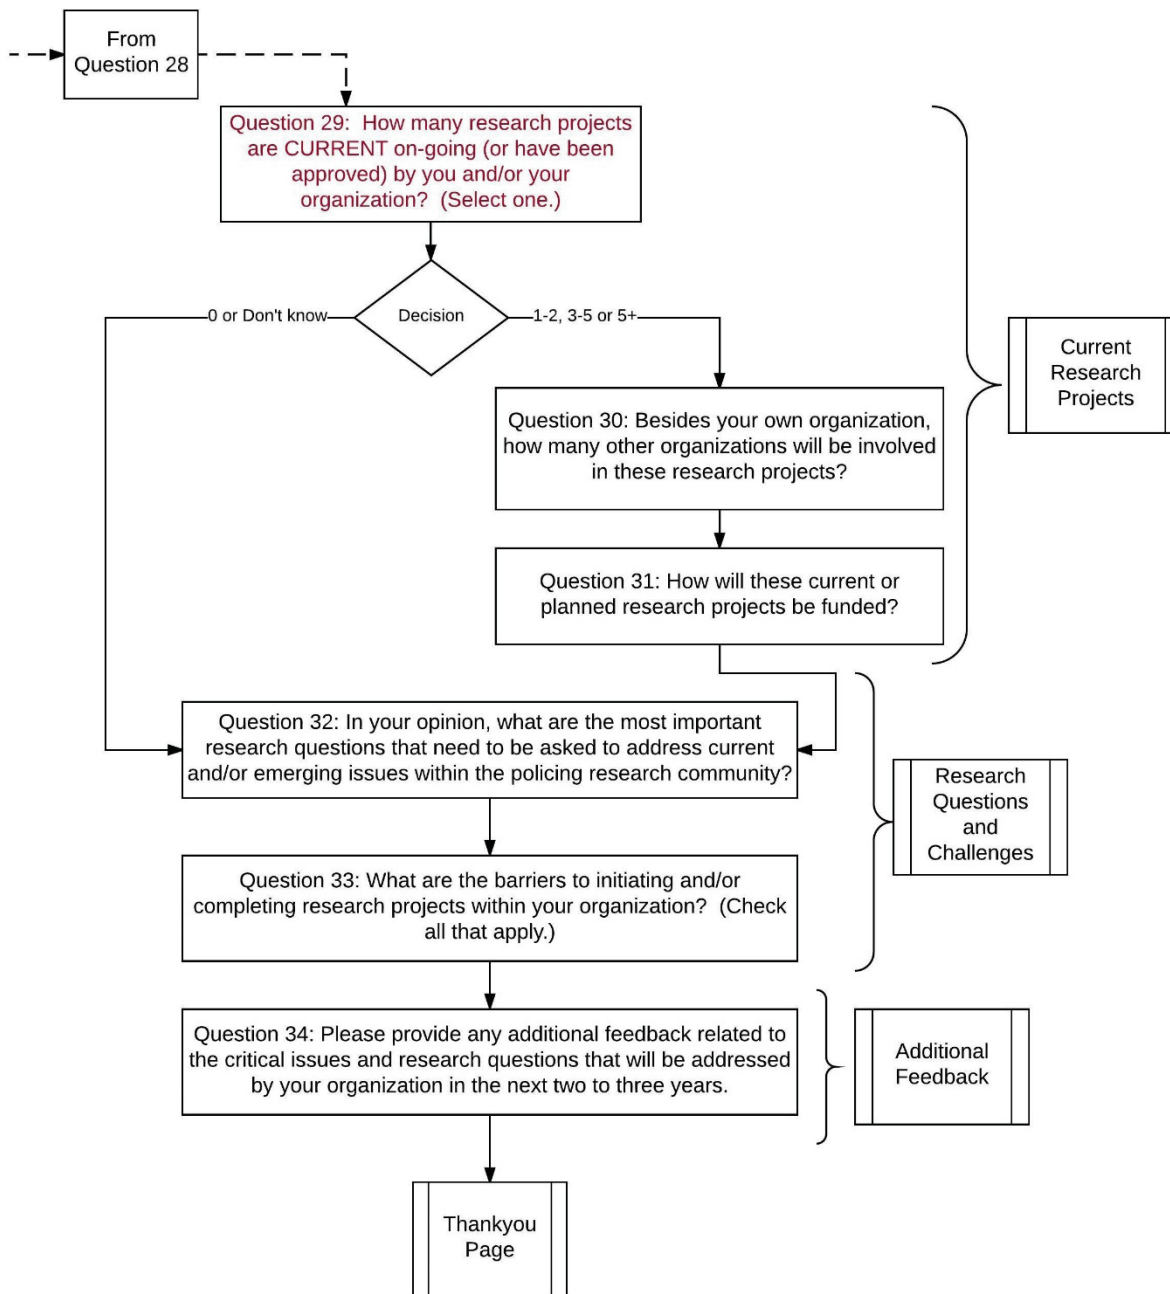 From
Question 28
Question 29:  How many research projects
are CURRENT on-going (or have been
approved) by you and/or your
organization?  (Select one.)
0 or Don't know
Decision
1-2, 3-5 or 5+
Current
Research
Projects
Question 30: Besides your own organization,
how many other organizations will be involved
in these research projects?
Question 31: How will these current or
planned research projects be funded?
Question 32: In your opinion, what are the most important
research questions that need to be asked to address current
and/or emerging issues within the policing research community?
Research
Questions
and
Challenges
Question 33: What are the barriers to initiating and/or
completing research projects within your organization?  (Check
all that apply.)
Question 34: Please provide any additional feedback related to
the critical issues and research questions that will be addressed
by your organization in the next two to three years.
Additional
Feedback
Thankyou
Page